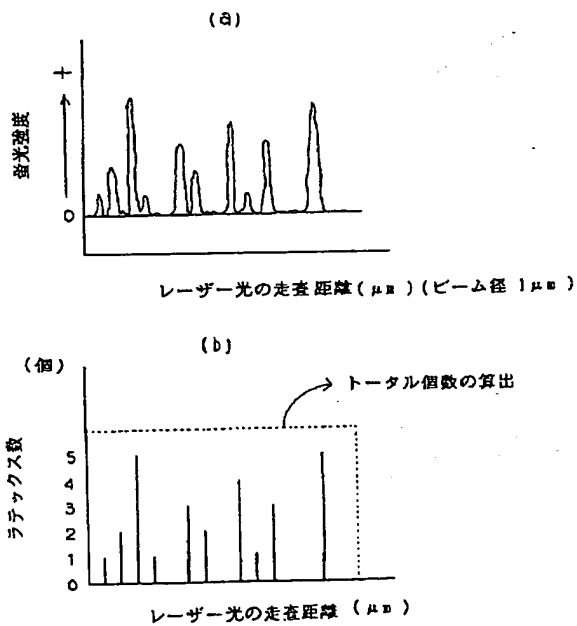 (a)
+
蛍光強度
0
レーザー光の走査距離(μm)(ビーム径 1μm)
(b)
(個)
トータル個数の算出
ラテックス数
5
4
3
2
1
0
レーザー光の走査距離 (μm)